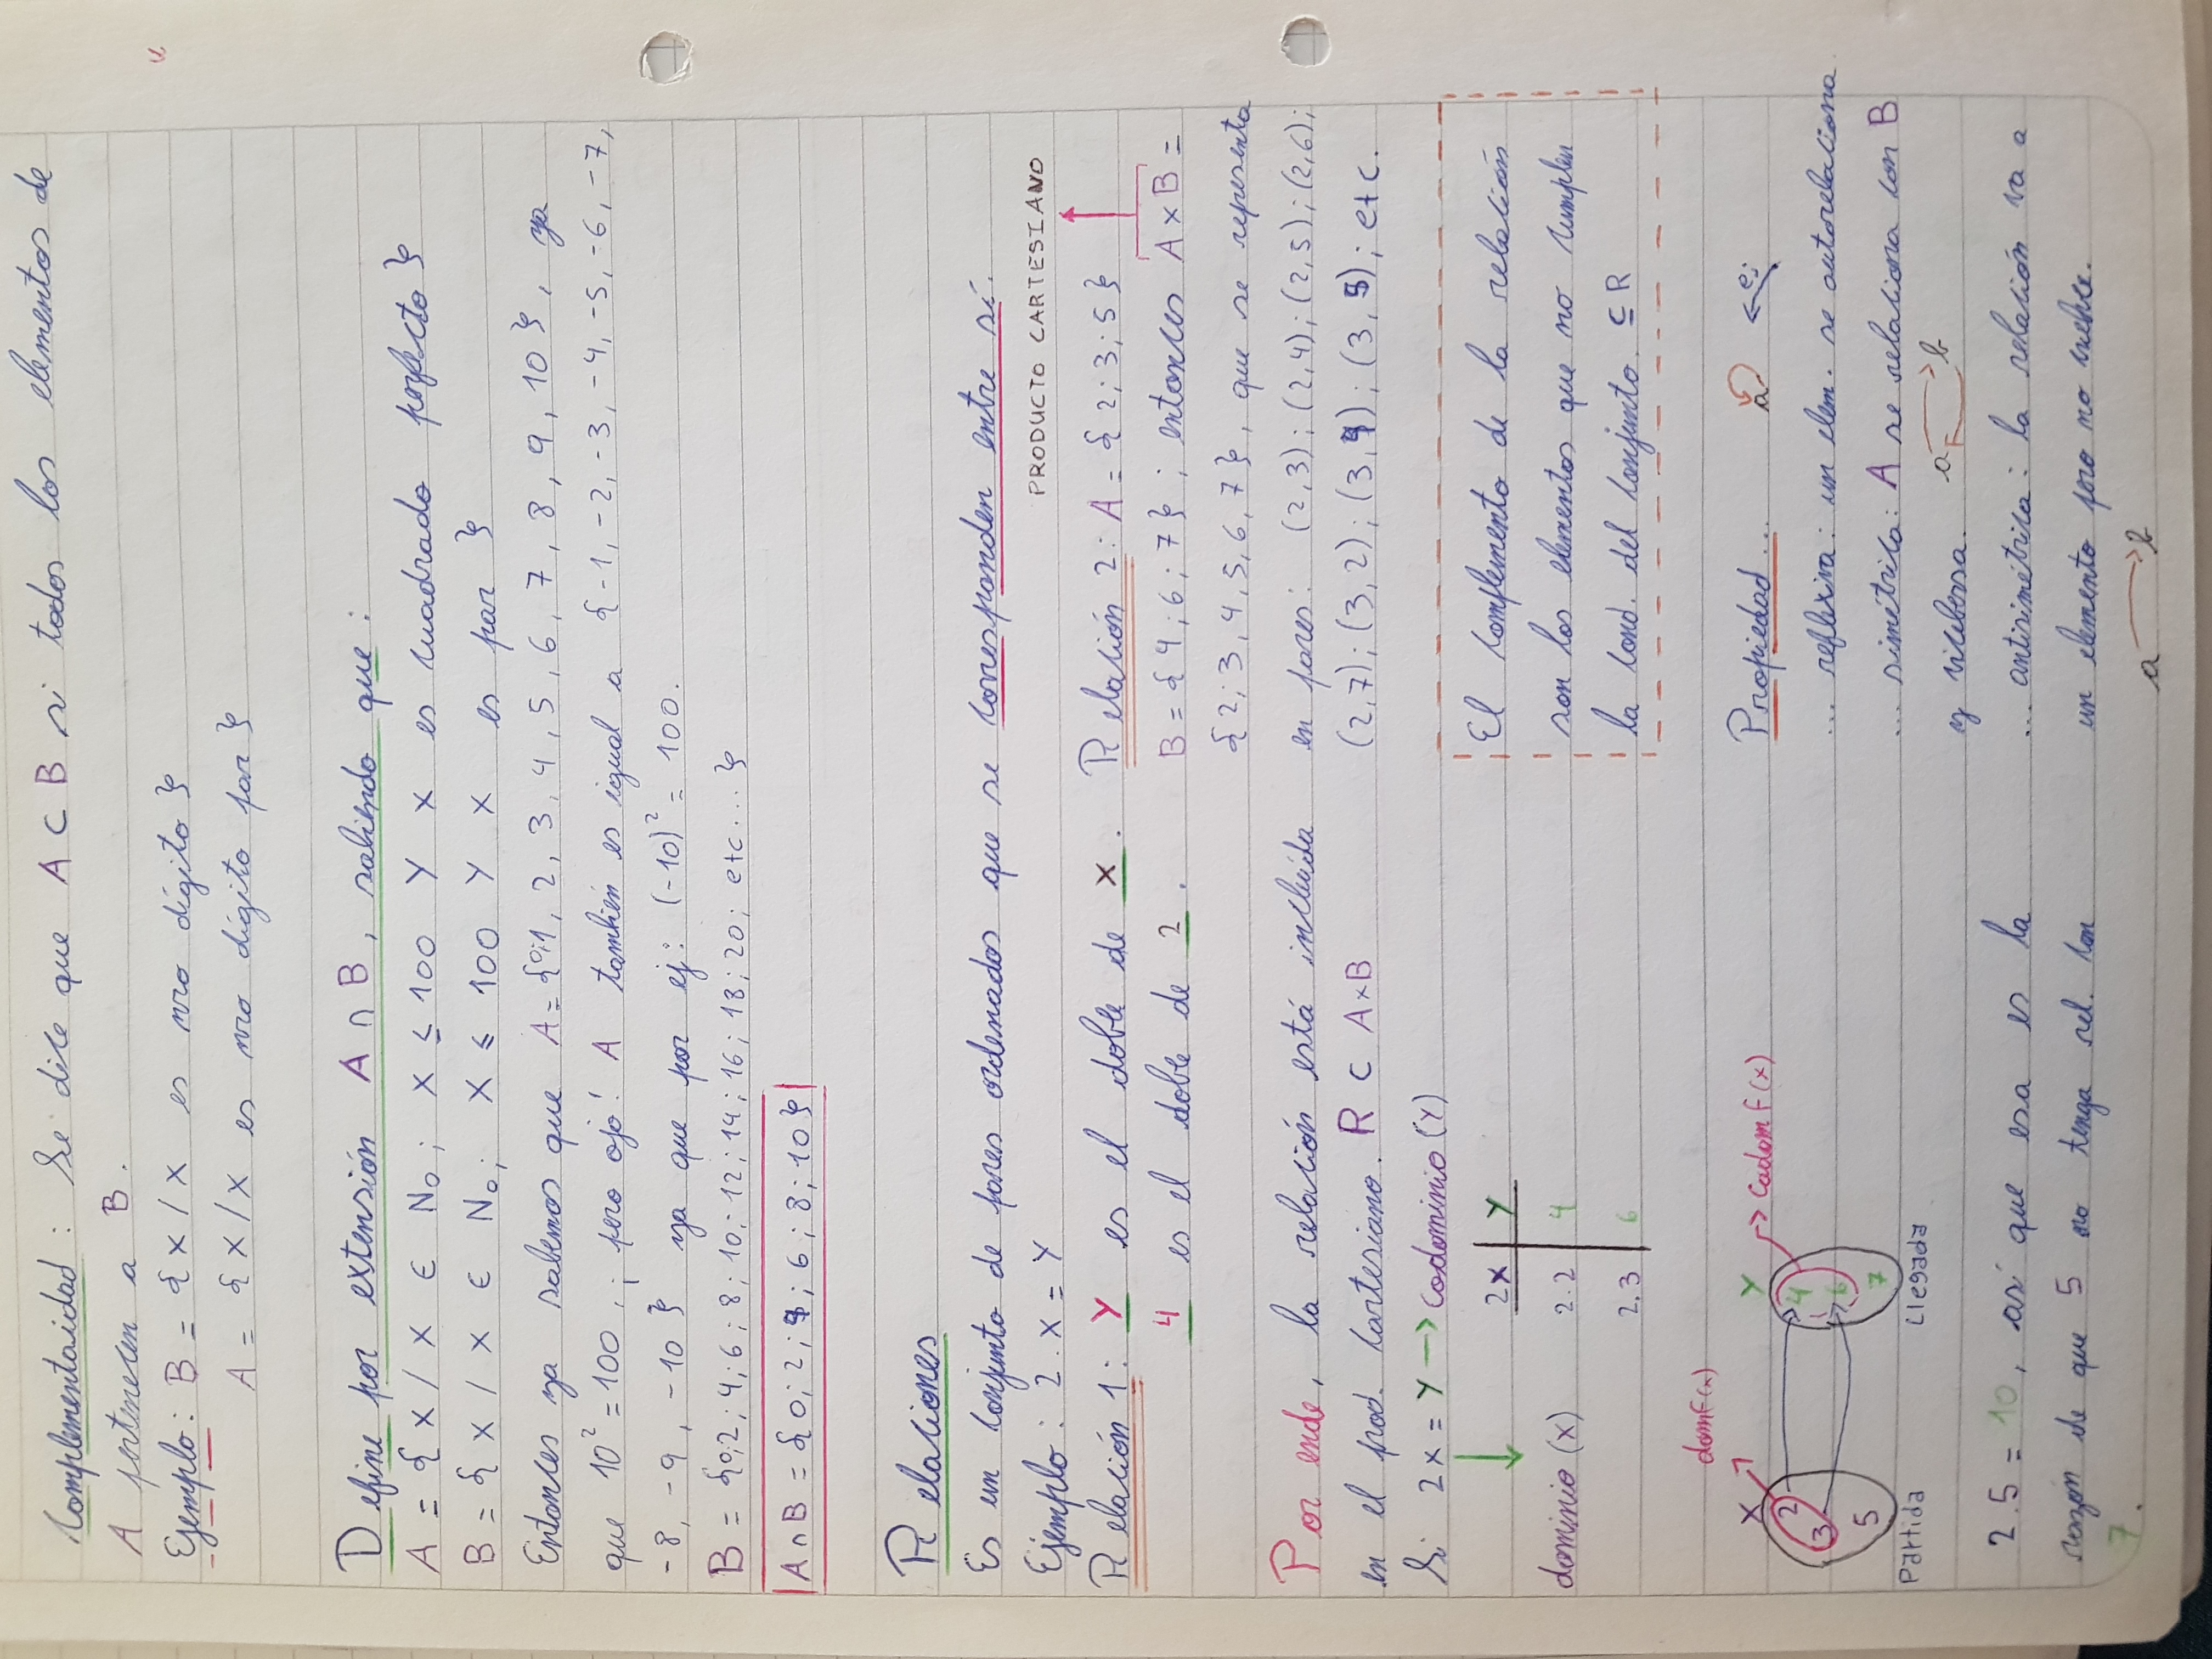 Complementaidad: Se dice que A ⊂ B si todos los elementos de
A pertenecen a B.
Ejemplo: B = {x / x es nro dígito}
A = {x / x es nro dígito par}
Define por extensión A ∩ B, sabiendo que:
A = {x / x ∈ N₀; x ≤ 100 Y x es cuadrado perfecto}
B = {x / x ∈ N₀; x ≤ 100 Y x es par}
Entonces ya sabemos que A = {0;1, 2, 3, 4, 5, 6, 7, 8, 9, 10}, ya
que 10² = 100, ; pero ojo! A también es igual a {-1, -2, -3, -4, -5, -6, -7,
-8, -9, -10} ya que por ej: (-10)² = 100.
B = {0;2; 4; 6; 8; 10; 12; 14; 16; 18; 20; etc...}
A ∩ B = {0; 2; 4; 6; 8; 10}
Relaciones
Es un conjunto de pares ordenados que se corresponden entre sí.
Ejemplo: 2.x = Y
Relación 1: Y es el doble de x.
4 es el doble de 2.
Por ende, la relación está incluída
en el prod. cartesiano. R ⊂ A×B
Si 2x = Y → codominio (Y)
dominio (x)
2x | Y
2.2 | 4
2.3 | 6
domF(x)
X Y CodomF(x)
2 4
3 6
5 7
Partida Llegada
2.5 = 10, así que esa es la
razón de que 5 no tenga rel. con
7.
PRODUCTO CARTESIANO
Relación 2: A = {2; 3; 5}
B = {4; 6; 7}; entonces A×B =
{2; 3, 4, 5, 6, 7}, que se representa
en pares: (2,3); (2,4); (2,5); (2,6);
(2,7); (3,2); (3,4); (3,5); etc.
El complemento de la relación
son los elementos que no cumplen
la cond. del conjunto. ⊆ R
Propiedad... a ← ej
... reflexiva: un elem. se autorelaciona
... simétrica: A se relaciona con B
y vicebersa. a b
... antisimétrica: la relación va a
un elemento pero no vuelve.
a → b